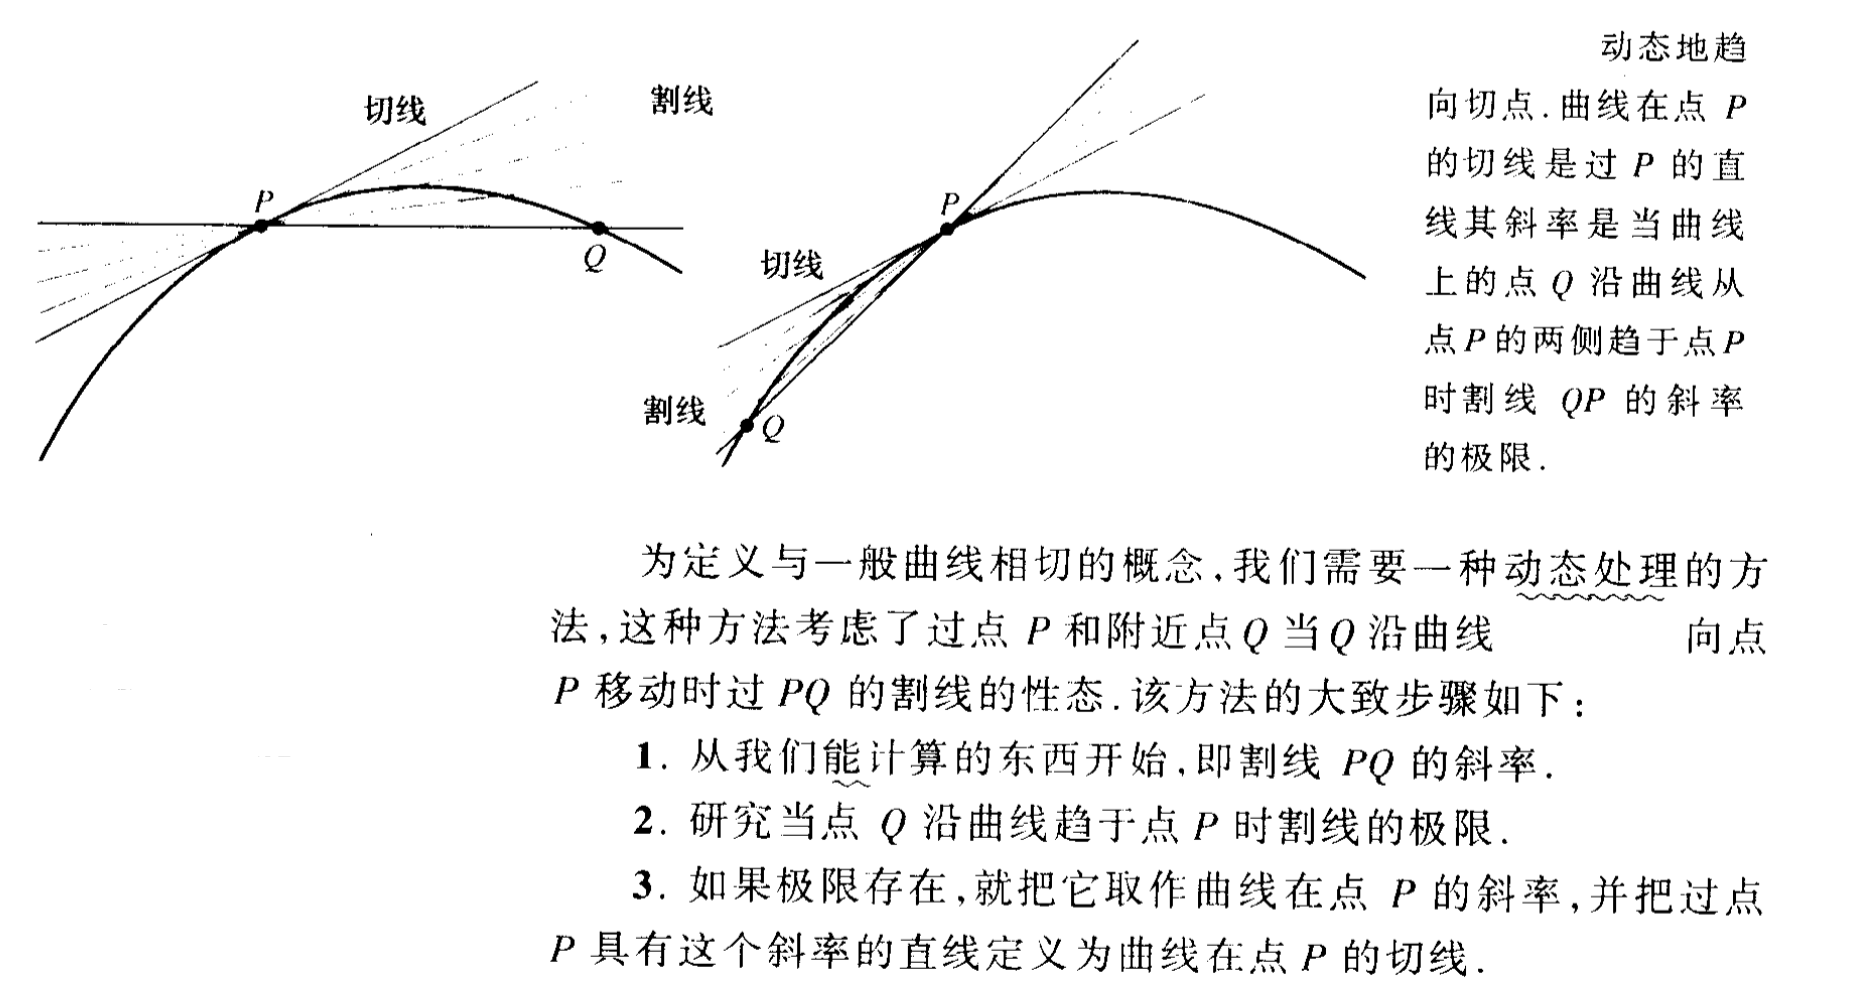 切线
割线
P
Q
P
切线
割线
Q
动态地趋
向切点.曲线在点 P
的切线是过 P 的直
线其斜率是当曲线
上的点 Q 沿曲线从
点P的两侧趋于点P
时割线 QP 的斜率
的极限.
为定义与一般曲线相切的概念,我们需要一种动态处理的方
法,这种方法考虑了过点 P 和附近点Q 当Q 沿曲线 向点
P 移动时过 PQ 的割线的性态.该方法的大致步骤如下:
1. 从我们能计算的东西开始,即割线 PQ 的斜率.
2. 研究当点 Q 沿曲线趋于点 P 时割线的极限.
3. 如果极限存在,就把它取作曲线在点 P 的斜率,并把过点
P 具有这个斜率的直线定义为曲线在点 P 的切线.